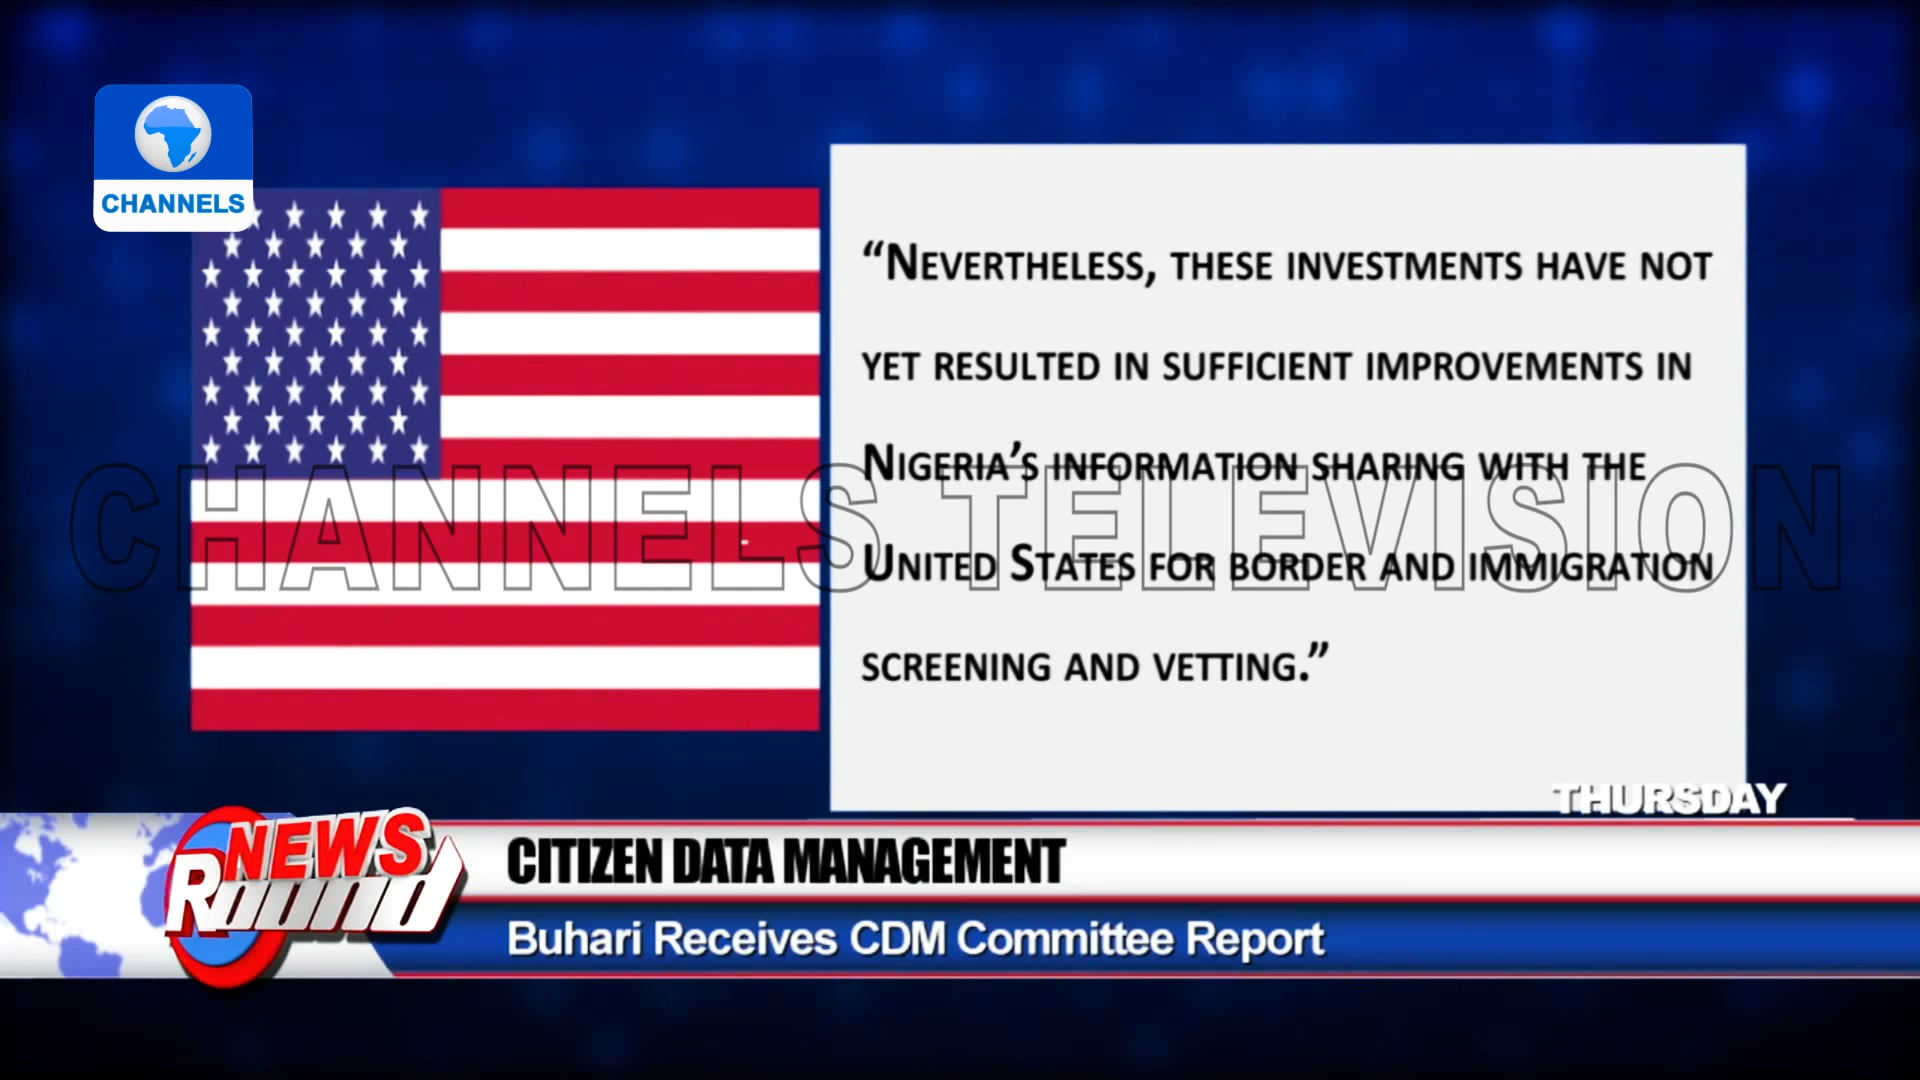 CHANNELS
“Nevertheless, these investments have not
yet resulted in sufficient improvements in
Nigeria’s information sharing with the
United States for border and immigration
screening and vetting.”
CHANNELS TELEVISION
THURSDAY
NEWS
Round
CITIZEN DATA MANAGEMENT
Buhari Receives CDM Committee Report